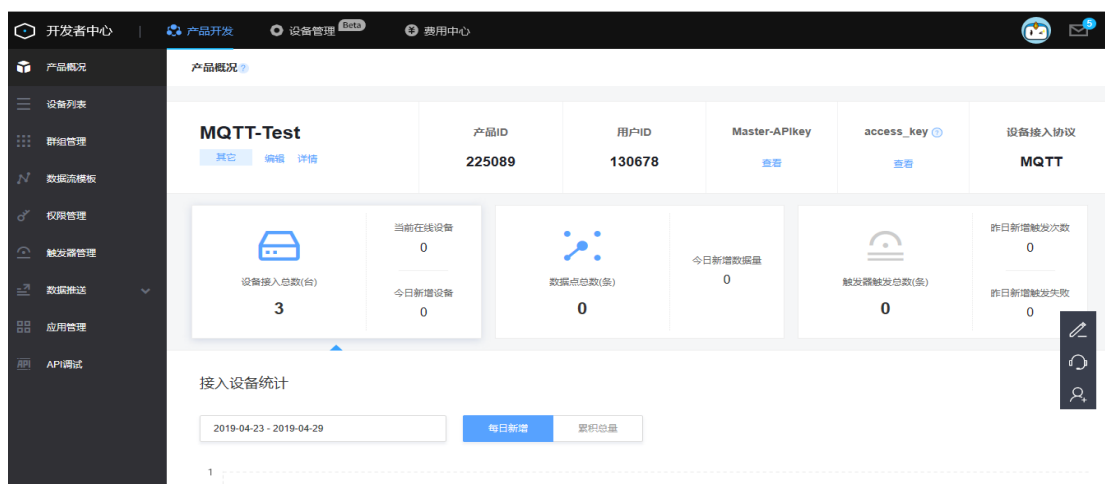 开发者中心 产品开发 设备管理 Beta 费用中心 5
产品概况
设备列表
群组管理
数据流模板
权限管理
触发器管理
数据推送
应用管理
API调试
产品概况 ?
MQTT-Test
其它 编辑 详情
产品ID
225089
用户ID
130678
Master-APIkey
查看
access_key ?
查看
设备接入协议
MQTT
设备接入总数(台)
3
当前在线设备
0
今日新增设备
0
数据点总数(条)
0
今日新增数据量
0
触发器触发总数(条)
0
昨日新增触发次数
0
昨日新增触发失败
0
接入设备统计
2019-04-23 - 2019-04-29 每日新增 累积总量
1